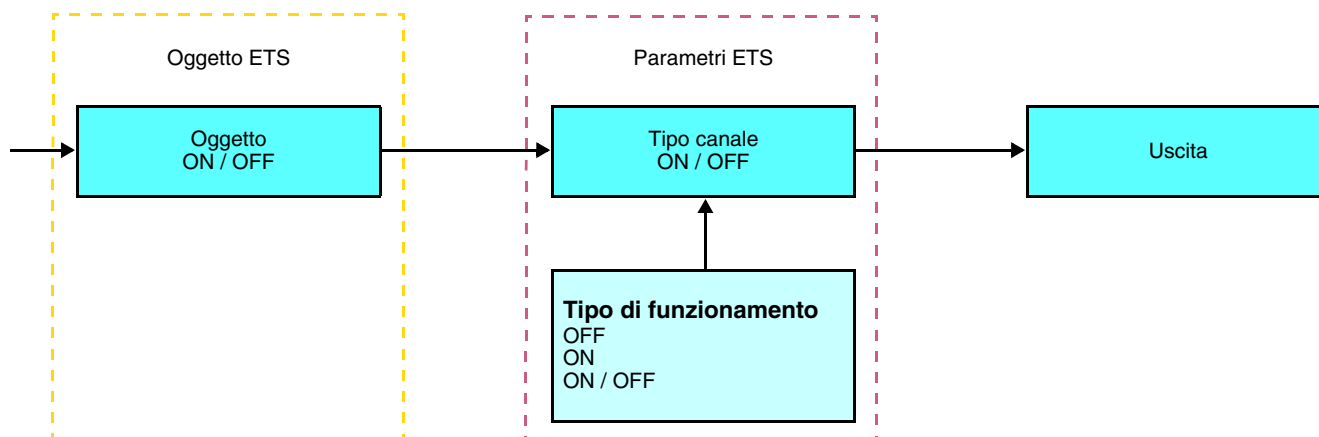 Oggetto ETS
Parametri ETS
Oggetto
ON / OFF
Tipo canale
ON / OFF
Uscita
Tipo di funzionamento
OFF
ON
ON / OFF